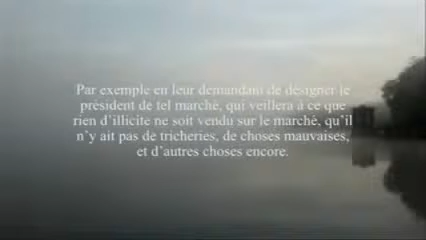 Par exemple en leur demandant de désigner le
président de tel marché, qui veillera à ce que
rien d'illicite ne soit vendu sur le marché, qu'il
n'y ait pas de tricheries, de choses mauvaises,
et d'autres choses encore.